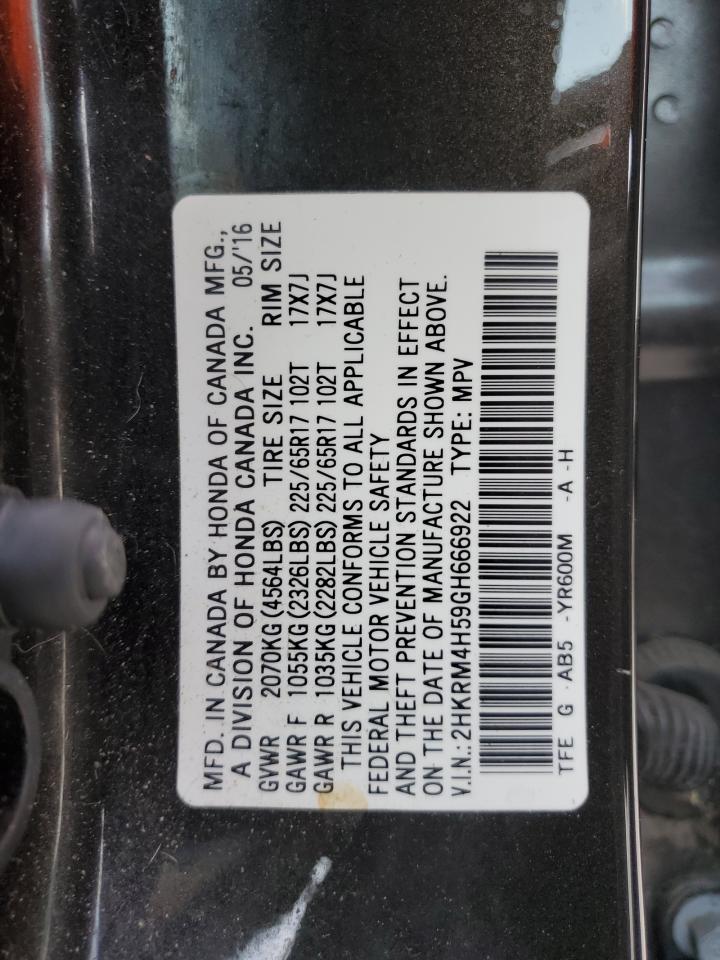 MFD. IN CANADA BY HONDA OF CANADA MFG.,
A DIVISION OF HONDA CANADA INC. 05/'16
GVWR 2070KG (4564LBS) TIRE SIZE RIM SIZE
GAWR F 1055KG (2326LBS) 225/65R17 102T 17X7J
GAWR R 1035KG (2282LBS) 225/65R17 102T 17X7J
THIS VEHICLE CONFORMS TO ALL APPLICABLE
FEDERAL MOTOR VEHICLE SAFETY
AND THEFT PREVENTION STANDARDS IN EFFECT
ON THE DATE OF MANUFACTURE SHOWN ABOVE.
V.I.N.: 2HKRM4H59GH666922 TYPE: MPV
TFE G -AB5 -YR600M -A -H